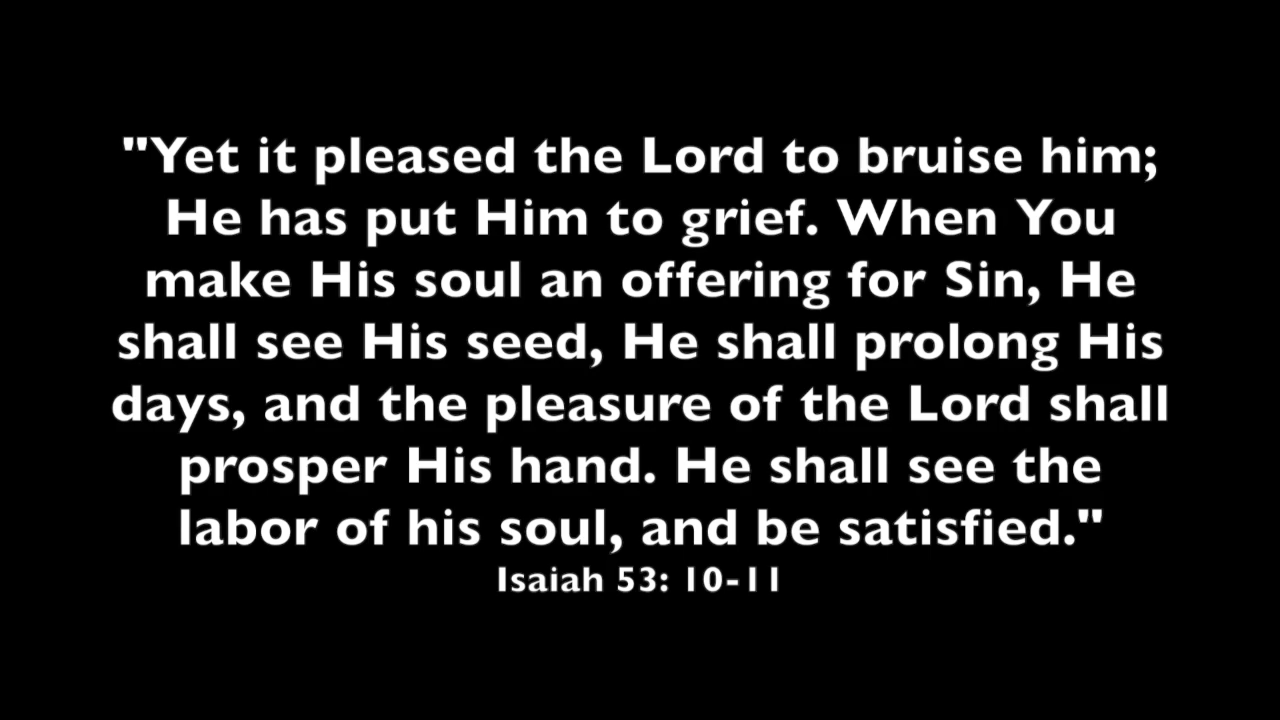 "Yet it pleased the Lord to bruise him;
He has put Him to grief. When You
make His soul an offering for Sin, He
shall see His seed, He shall prolong His
days, and the pleasure of the Lord shall
prosper His hand. He shall see the
labor of his soul, and be satisfied."
Isaiah 53: 10-11